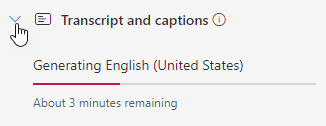 Transcript and captions
Generating English (United States)
About 3 minutes remaining